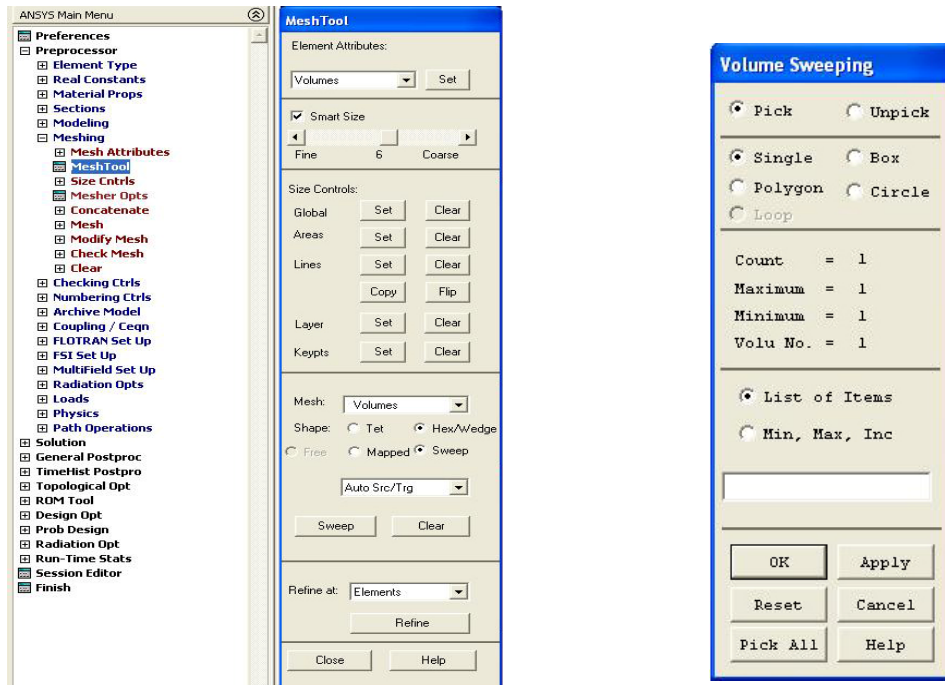 ANSYS Main Menu
Preferences
Preprocessor
Element Type
Real Constants
Material Props
Sections
Modeling
Meshing
Mesh Attributes
MeshTool
Size Cntrls
Mesher Opts
Concatenate
Mesh
Modify Mesh
Check Mesh
Clear
Checking Ctrls
Numbering Ctrls
Archive Model
Coupling / Ceqn
FLOTRAN Set Up
FSI Set Up
MultiField Set Up
Radiation Opts
Loads
Physics
Path Operations
Solution
General Postproc
TimeHist Postpro
Topological Opt
ROM Tool
Design Opt
Prob Design
Radiation Opt
Run-Time Stats
Session Editor
Finish
MeshTool
Element Attributes:
Volumes Set
Smart Size
Fine 6 Coarse
Size Controls:
Global Set Clear
Areas Set Clear
Lines Set Clear
Copy Flip
Layer Set Clear
Keypts Set Clear
Mesh: Volumes
Shape: Tet Hex/Wedge
Free Mapped Sweep
Auto Src/Trg
Sweep Clear
Refine at: Elements
Refine
Close Help
Volume Sweeping
Pick Unpick
Single Box
Polygon Circle
Loop
Count = 1
Maximum = 1
Minimum = 1
Volu No. = 1
List of Items
Min, Max, Inc
OK Apply
Reset Cancel
Pick All Help